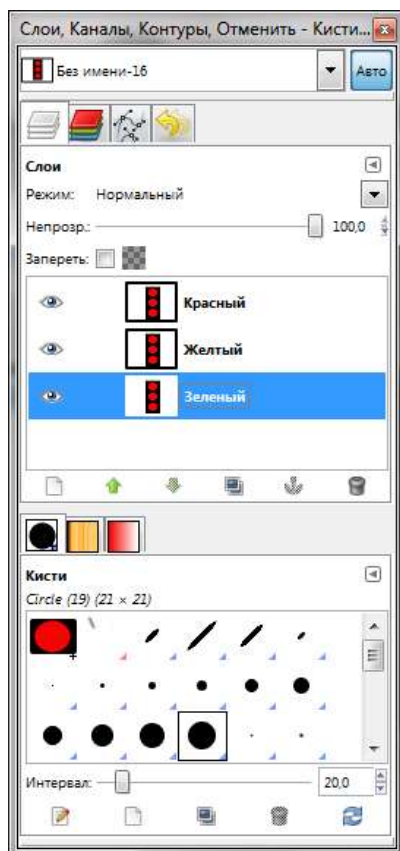 Слои, Каналы, Контуры, Отменить - Кисти...
Без имени-16
Авто
Слои
Режим: Нормальный
Непрозр.: 100,0
Запереть:
Красный
Желтый
Зеленый
Кисти
Circle (19) (21 × 21)
Интервал: 20,0